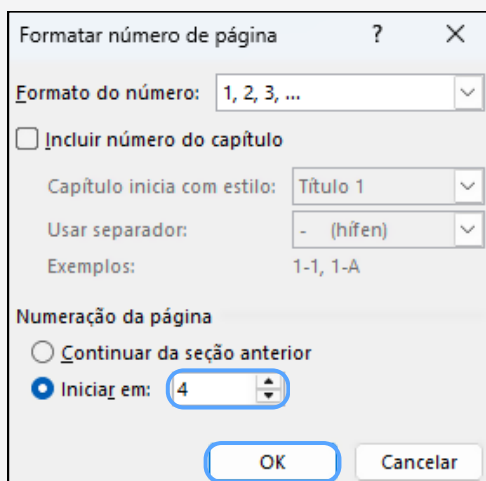 Formatar número de página ? ×
Formato do número: 1, 2, 3, ...
Incluir número do capítulo
Capítulo inicia com estilo: Título 1
Usar separador: - (hífen)
Exemplos: 1-1, 1-A
Numeração da página
Continuar da seção anterior
Iniciar em: 4
OK Cancelar